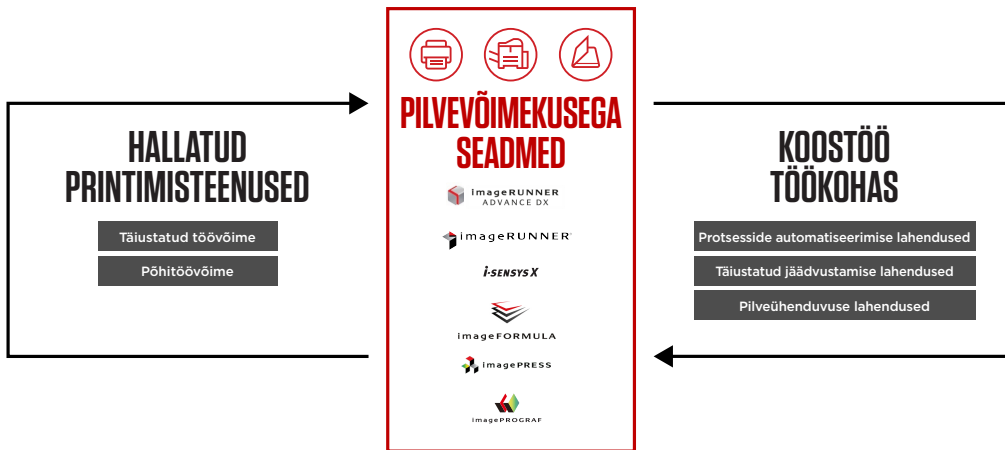 HALLATUD
PRINTIMISTEENUSED
Täiustatud töövõime
Põhitöövõime
PILVEVÕIMEKUSEGA
SEADMED
imageRUNNER
ADVANCE DX
imageRUNNER
i-SENSYS X
imageFORMULA
imagePRESS
imagePROGRAF
KOOSTÖÖ
TÖÖKOHAS
Protsesside automatiseerimise lahendused
Täiustatud jäädvustamise lahendused
Pilveühenduvuse lahendused